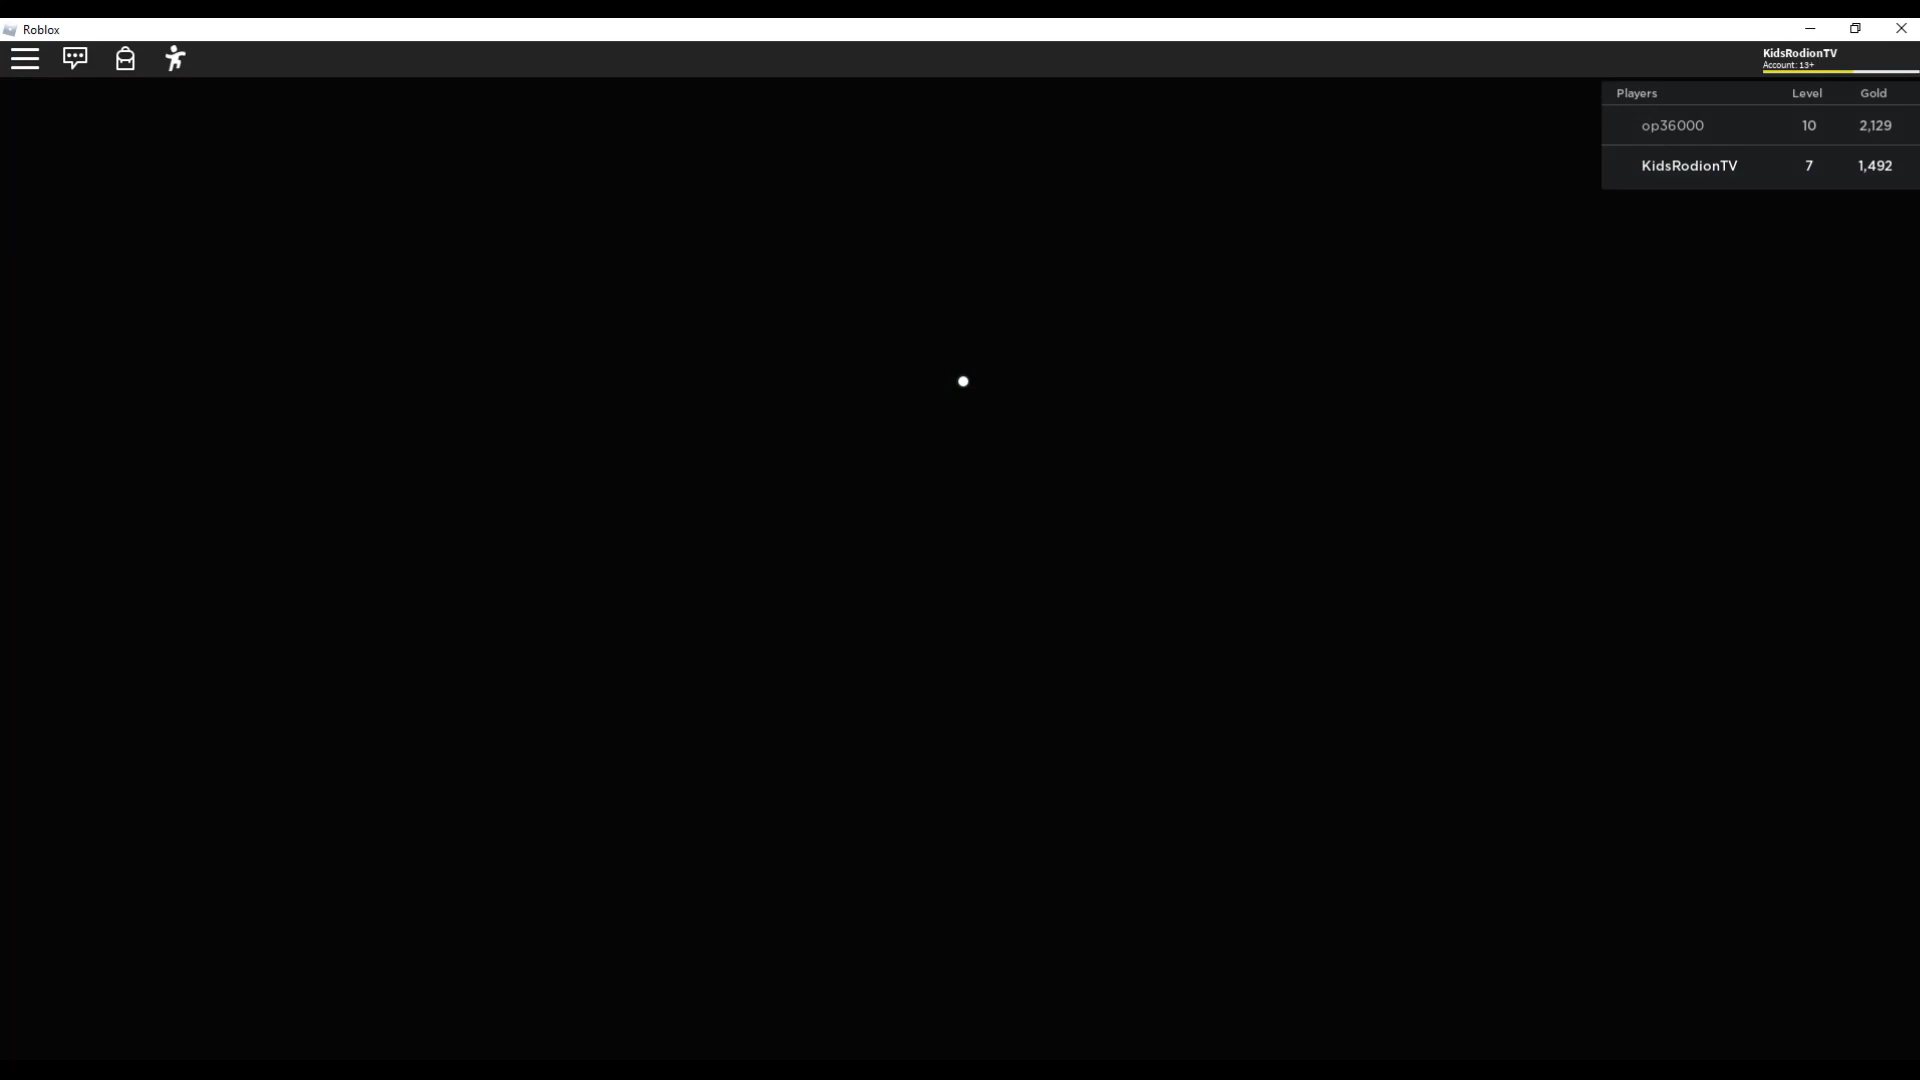 Roblox
KidsRodionTV
Account: 13+
Players Level Gold
op36000 10 2,129
KidsRodionTV 7 1,492